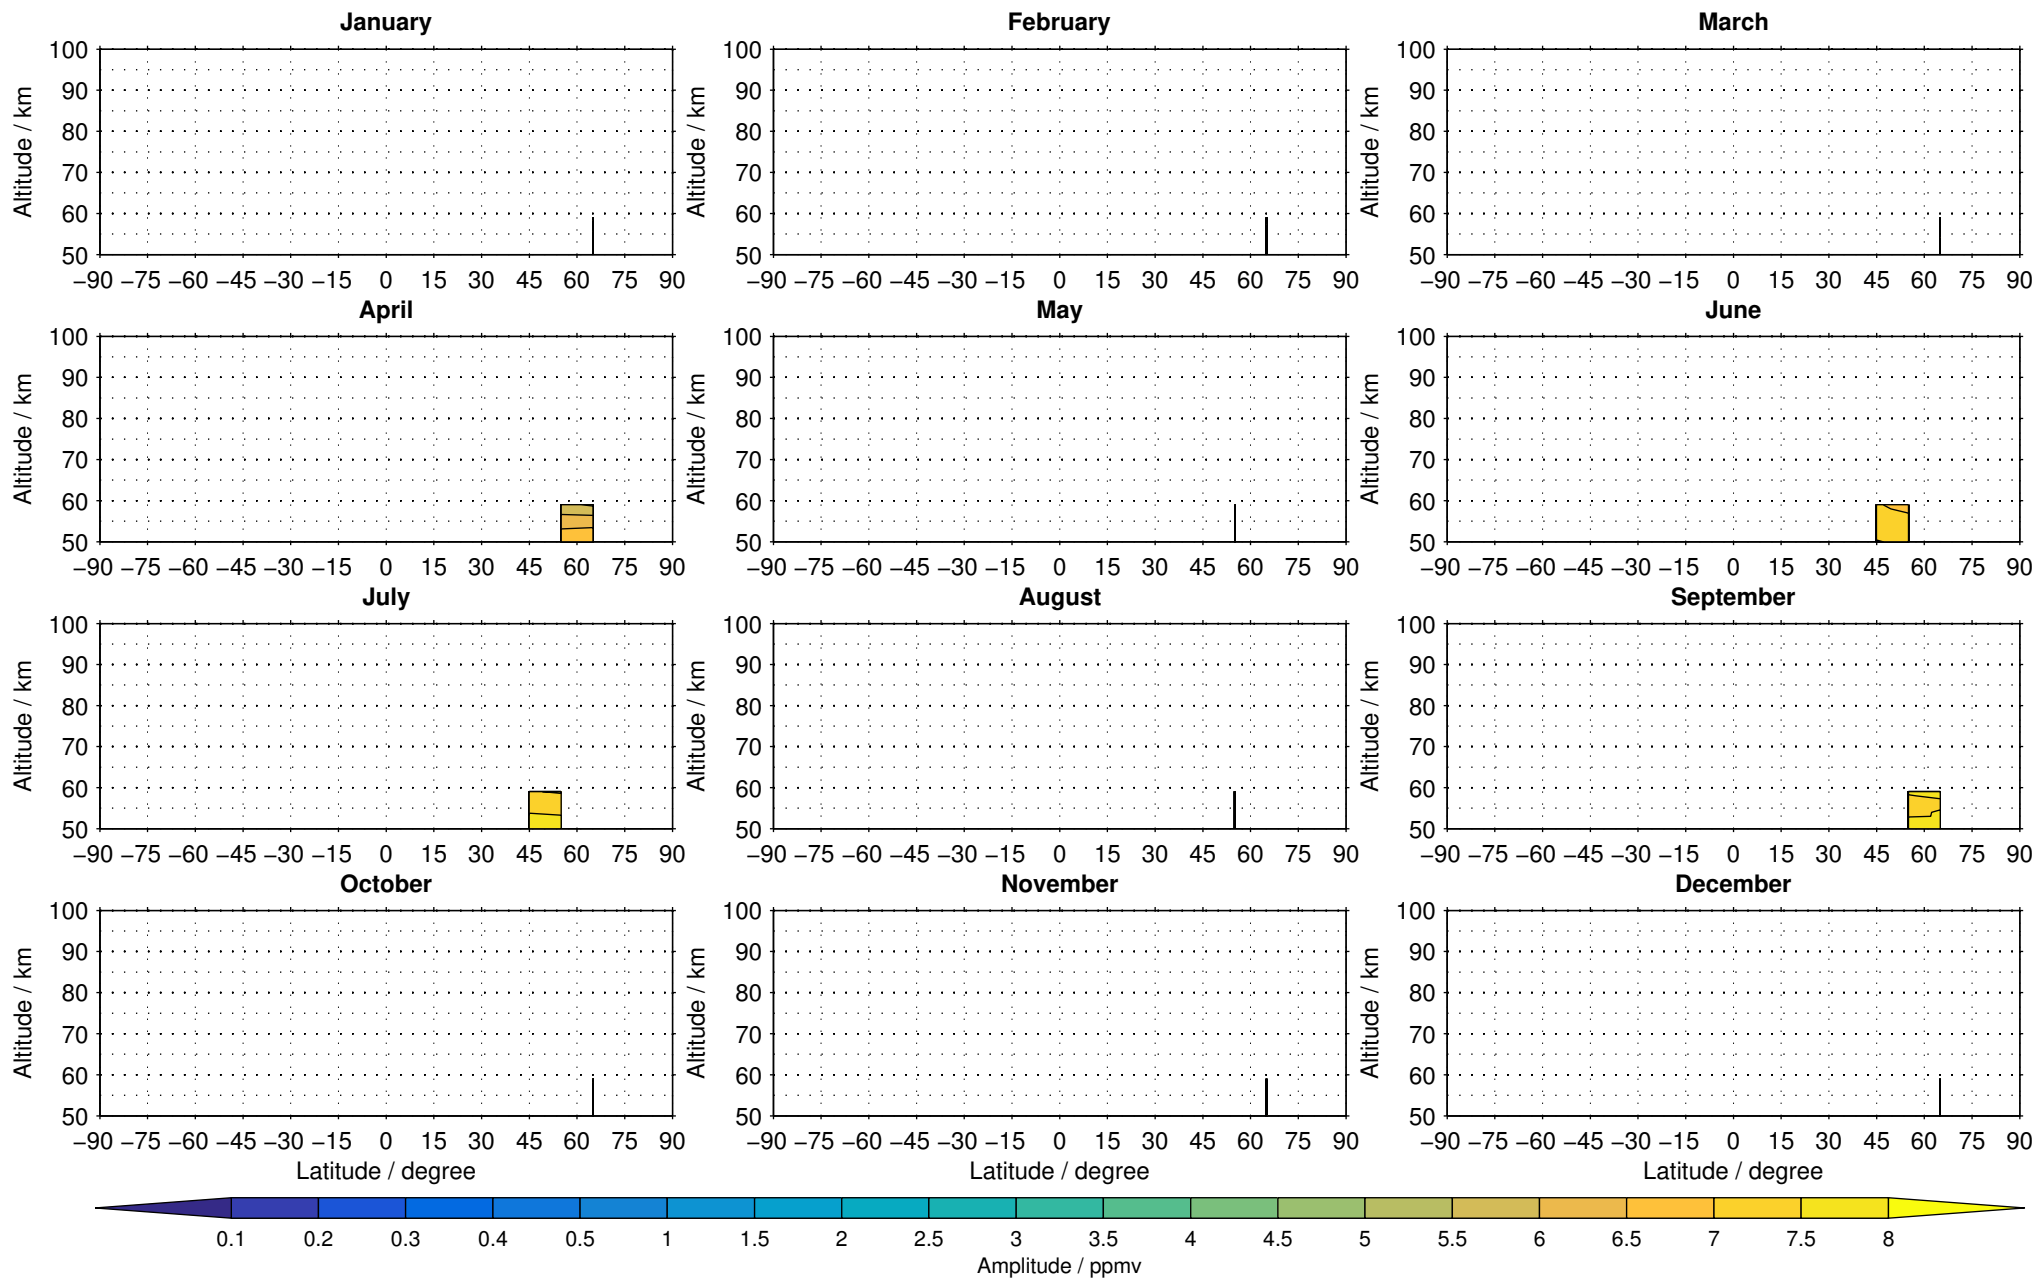 January February March
100 100 100
90 90 90
Altitude / km Altitude / km Altitude / km
80 80 80
70 70 70
60 60 60
50 50 50
−90 −75 −60 −45 −30 −15 0 15 30 45 60 75 90 −90 −75 −60 −45 −30 −15 0 15 30 45 60 75 90 −90 −75 −60 −45 −30 −15 0 15 30 45 60 75 90
April May June
100 100 100
90 90 90
Altitude / km Altitude / km Altitude / km
80 80 80
70 70 70
60 60 60
50 50 50
−90 −75 −60 −45 −30 −15 0 15 30 45 60 75 90 −90 −75 −60 −45 −30 −15 0 15 30 45 60 75 90 −90 −75 −60 −45 −30 −15 0 15 30 45 60 75 90
July August September
100 100 100
90 90 90
Altitude / km Altitude / km Altitude / km
80 80 80
70 70 70
60 60 60
50 50 50
−90 −75 −60 −45 −30 −15 0 15 30 45 60 75 90 −90 −75 −60 −45 −30 −15 0 15 30 45 60 75 90 −90 −75 −60 −45 −30 −15 0 15 30 45 60 75 90
October November December
100 100 100
90 90 90
Altitude / km Altitude / km Altitude / km
80 80 80
70 70 70
60 60 60
50 50 50
−90 −75 −60 −45 −30 −15 0 15 30 45 60 75 90 −90 −75 −60 −45 −30 −15 0 15 30 45 60 75 90 −90 −75 −60 −45 −30 −15 0 15 30 45 60 75 90
Latitude / degree Latitude / degree Latitude / degree
0.1 0.2 0.3 0.4 0.5 1 1.5 2 2.5 3 3.5 4 4.5 5 5.5 6 6.5 7 7.5 8
Amplitude / ppmv